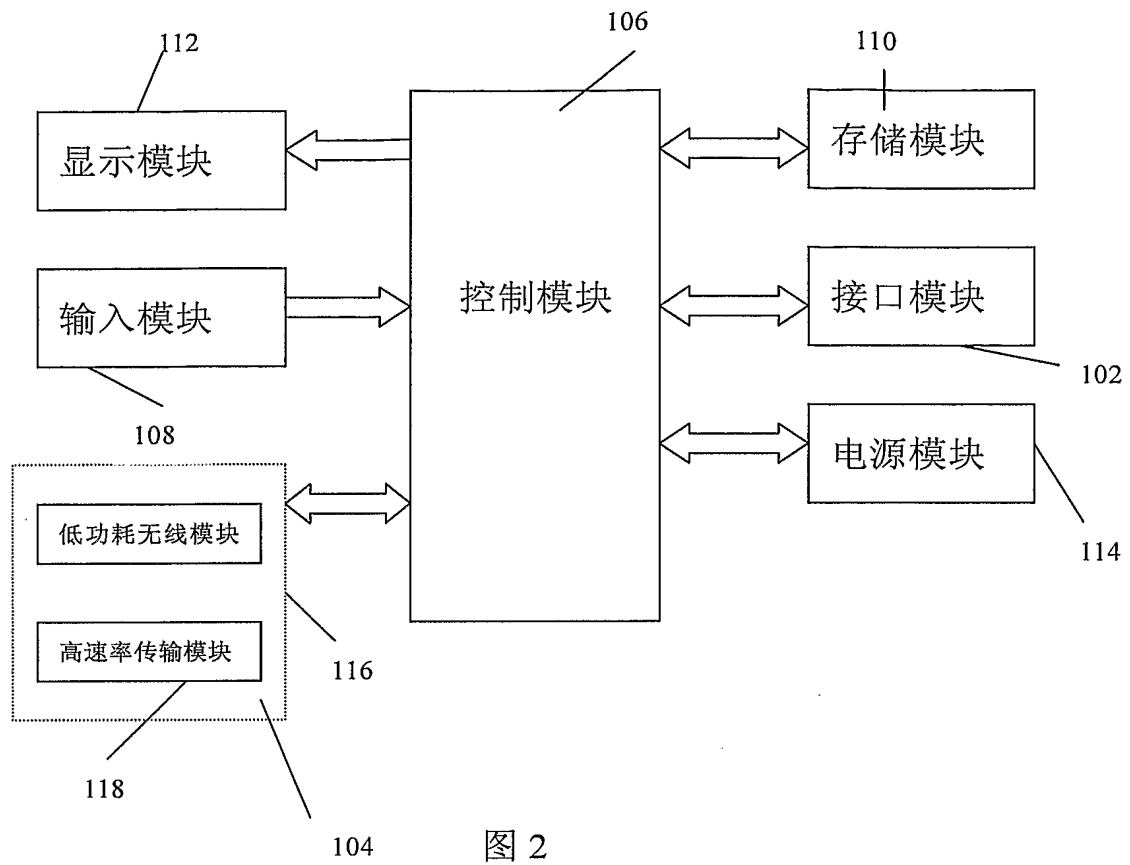 106
112
110
显示模块
存储模块
控制模块
输入模块
接口模块
102
108
电源模块
低功耗无线模块
114
高速率传输模块
116
118
104
图 2